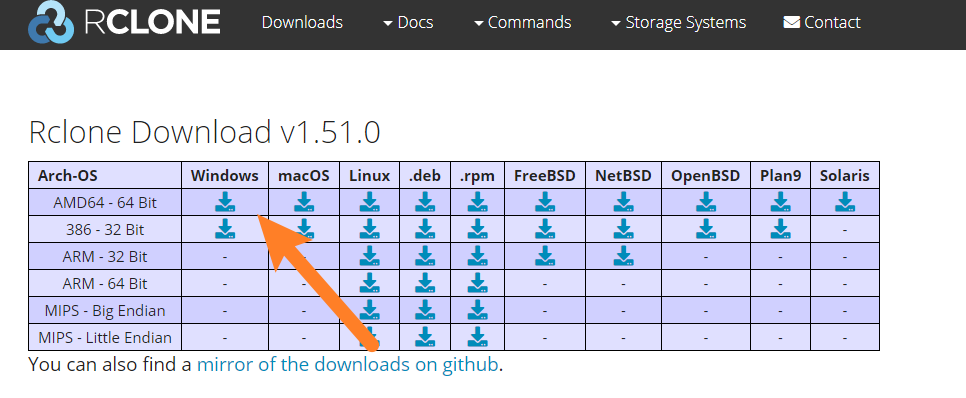 RCLONE Downloads Docs Commands Storage Systems Contact
Rclone Download v1.51.0
Arch-OS Windows macOS Linux .deb .rpm FreeBSD NetBSD OpenBSD Plan9 Solaris
AMD64 - 64 Bit
386 - 32 Bit -
ARM - 32 Bit - - - - -
ARM - 64 Bit - - - - - - -
MIPS - Big Endian - - - - - - -
MIPS - Little Endian - - - - - - -
You can also find a mirror of the downloads on github.